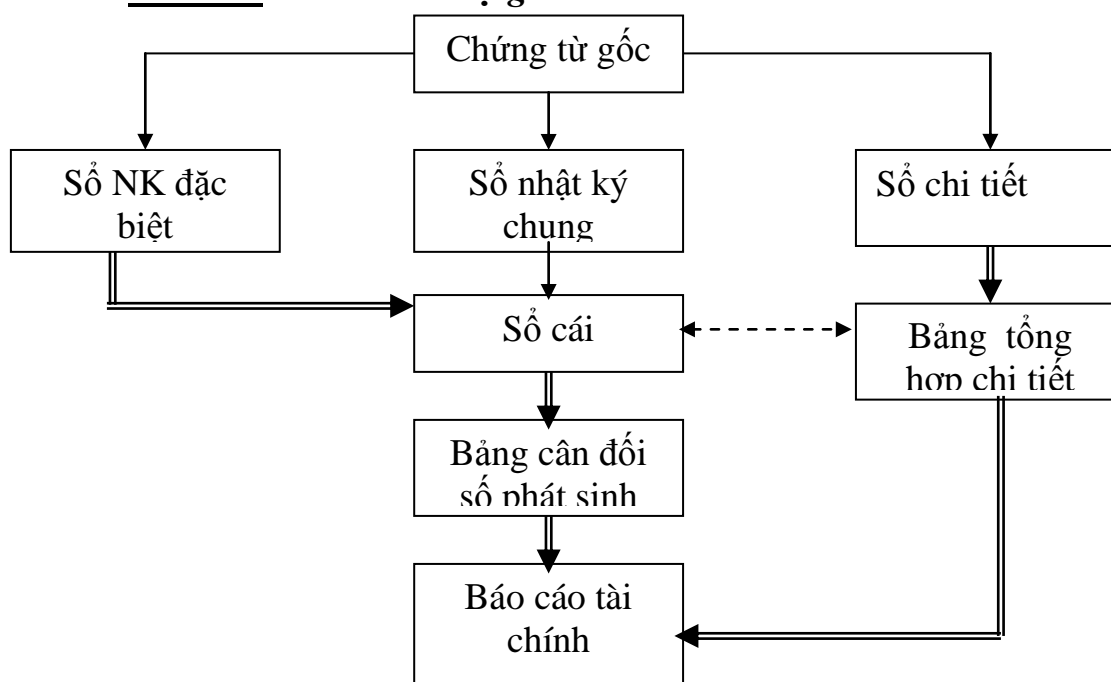 Chứng từ gốc
Sổ NK đặc
biệt
Sổ nhật ký
chung
Sổ chi tiết
Sổ cái
Bảng tổng
hợp chi tiết
Bảng cân đối
số phát sinh
Báo cáo tài
chính